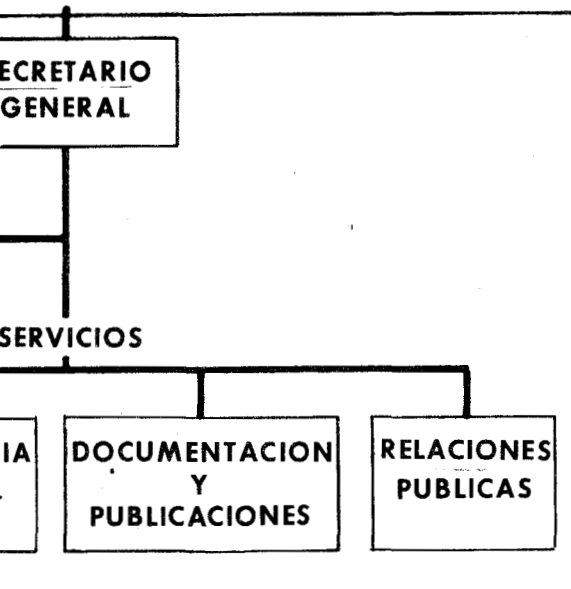 ECRETARIO
GENERAL
SERVICIOS
IA
DOCUMENTACION
Y
PUBLICACIONES
RELACIONES
PUBLICAS